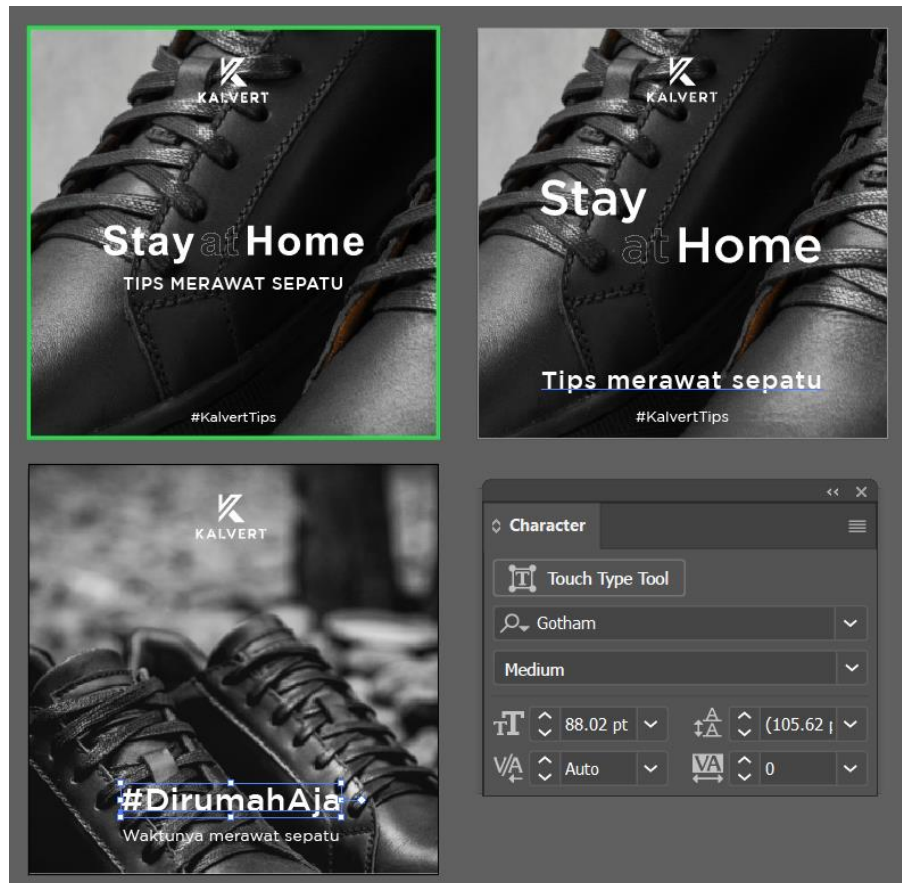 KALVERT
Stay at Home
TIPS MERAWAT SEPATU
#KalvertTips
KALVERT
Stay
at Home
Tips merawat sepatu
#KalvertTips
KALVERT
#DirumahAja
Waktunya merawat sepatu
Character
Touch Type Tool
Gotham
Medium
88.02 pt (105.62
Auto 0